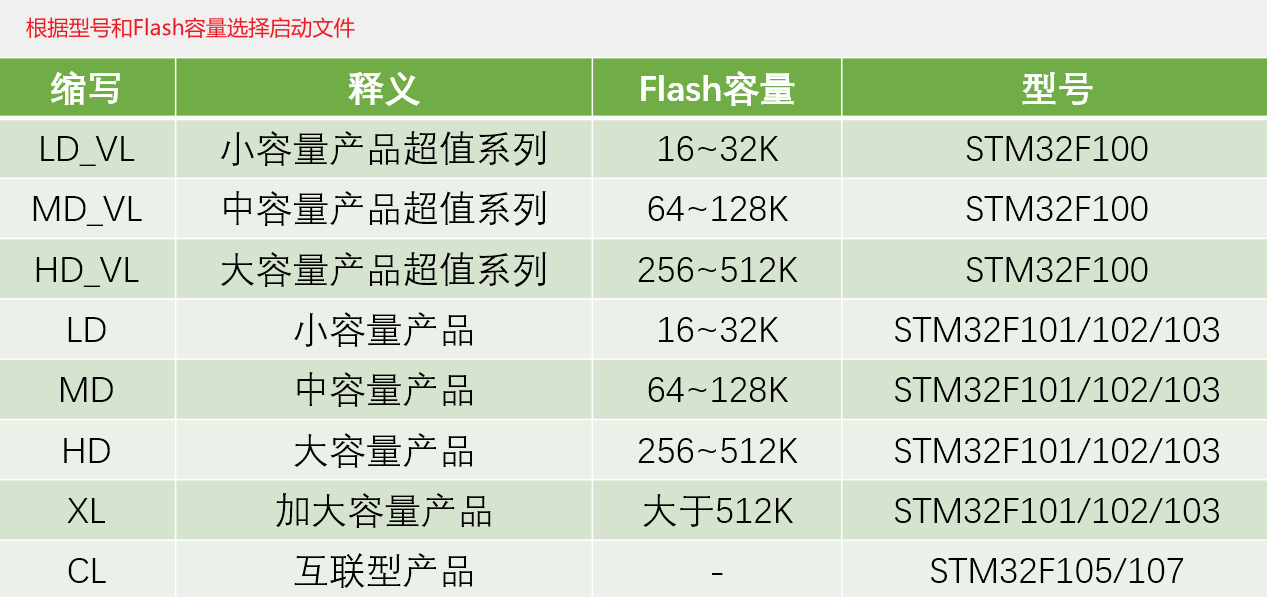 根据型号和Flash容量选择启动文件
缩写 释义 Flash容量 型号
LD_VL 小容量产品超值系列 16~32K STM32F100
MD_VL 中容量产品超值系列 64~128K STM32F100
HD_VL 大容量产品超值系列 256~512K STM32F100
LD 小容量产品 16~32K STM32F101/102/103
MD 中容量产品 64~128K STM32F101/102/103
HD 大容量产品 256~512K STM32F101/102/103
XL 加大容量产品 大于512K STM32F101/102/103
CL 互联型产品 - STM32F105/107